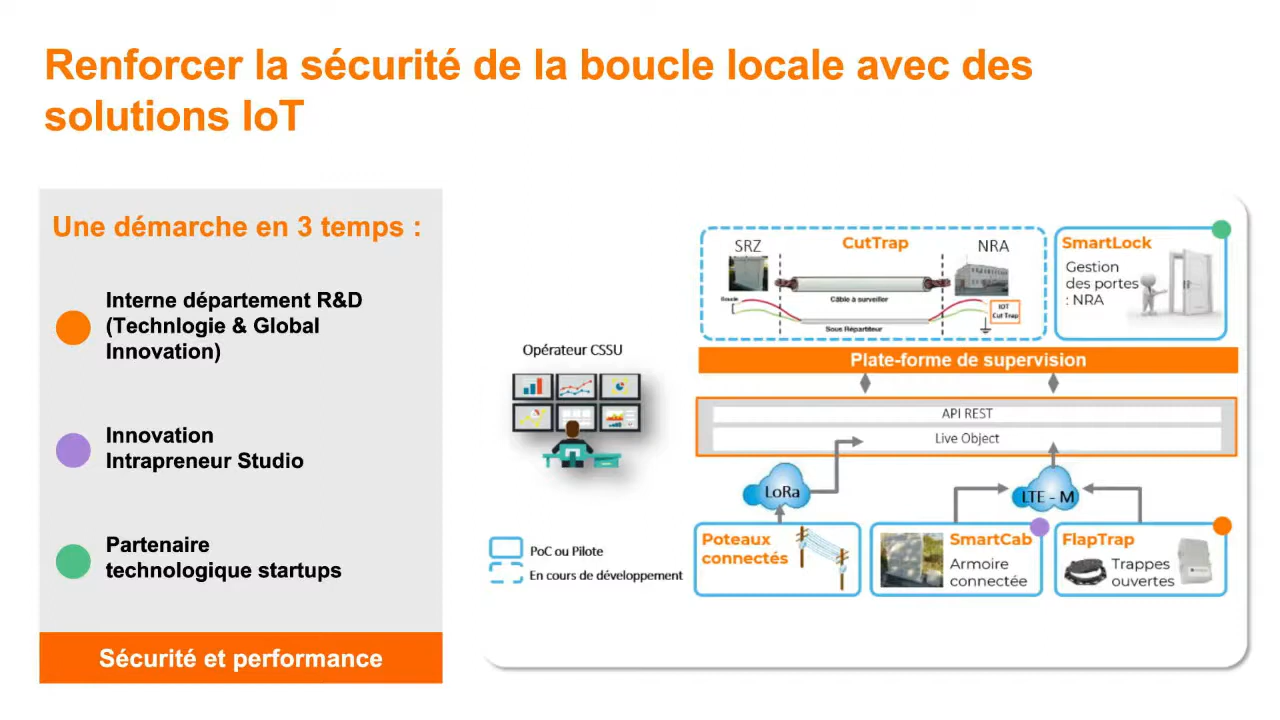 Renforcer la sécurité de la boucle locale avec des
solutions IoT
Une démarche en 3 temps :
Interne département R&D
(Technlogie & Global
Innovation)
Innovation
Intrapreneur Studio
Partenaire
technologique startups
Sécurité et performance
Opérateur CSSU
PoC ou Pilote
En cours de développement
SRZ
CutTrap
NRA
Câble à surveiller
Boucle
IOT
Cut Trap
Sous Répartiteur
SmartLock
Gestion
des portes
: NRA
Plate-forme de supervision
API REST
Live Object
LoRa
LTE - M
Poteaux
connectés
SmartCab
Armoire
connectée
FlapTrap
Trappes
ouvertes